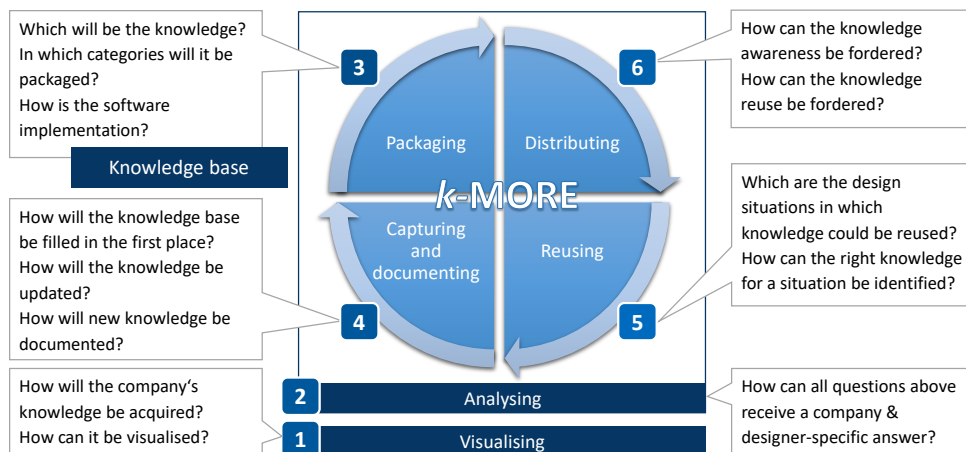 Which will be the knowledge?
In which categories will it be
packaged?
How is the software
implementation?
Knowledge base
3
6
How can the knowledge
awareness be fordered?
How can the knowledge
reuse be fordered?
Packaging
Distributing
k-MORE
Capturing
and
documenting
Reusing
How will the knowledge base
be filled in the first place?
How will the knowledge be
updated?
How will new knowledge be
documented?
4
5
Which are the design
situations in which
knowledge could be reused?
How can the right knowledge
for a situation be identified?
How will the company‘s
knowledge be acquired?
How can it be visualised?
2
Analysing
1
Visualising
How can all questions above
receive a company &
designer-specific answer?